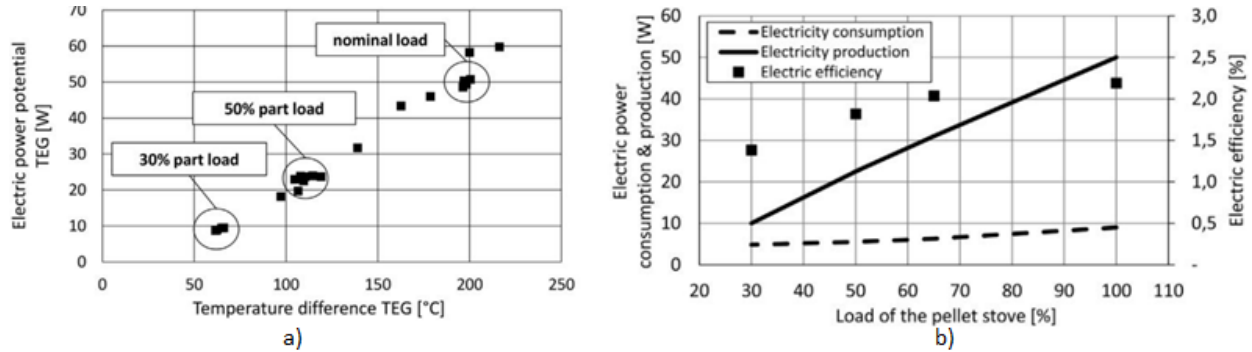 Electric power potential
TEG [W]
70
60
50
40
30
20
10
0
nominal load
50% part load
30% part load
0 50 100 150 200 250
Temperature difference TEG [°C]
a)
Electric power
consumption & production [W]
60
50
40
30
20
10
0
Electricity consumption
Electricity production
Electric efficiency
3,0
2,5
2,0
1,5
1,0
0,5
-
Electric efficiency [%]
20 30 40 50 60 70 80 90 100 110
Load of the pellet stove [%]
b)